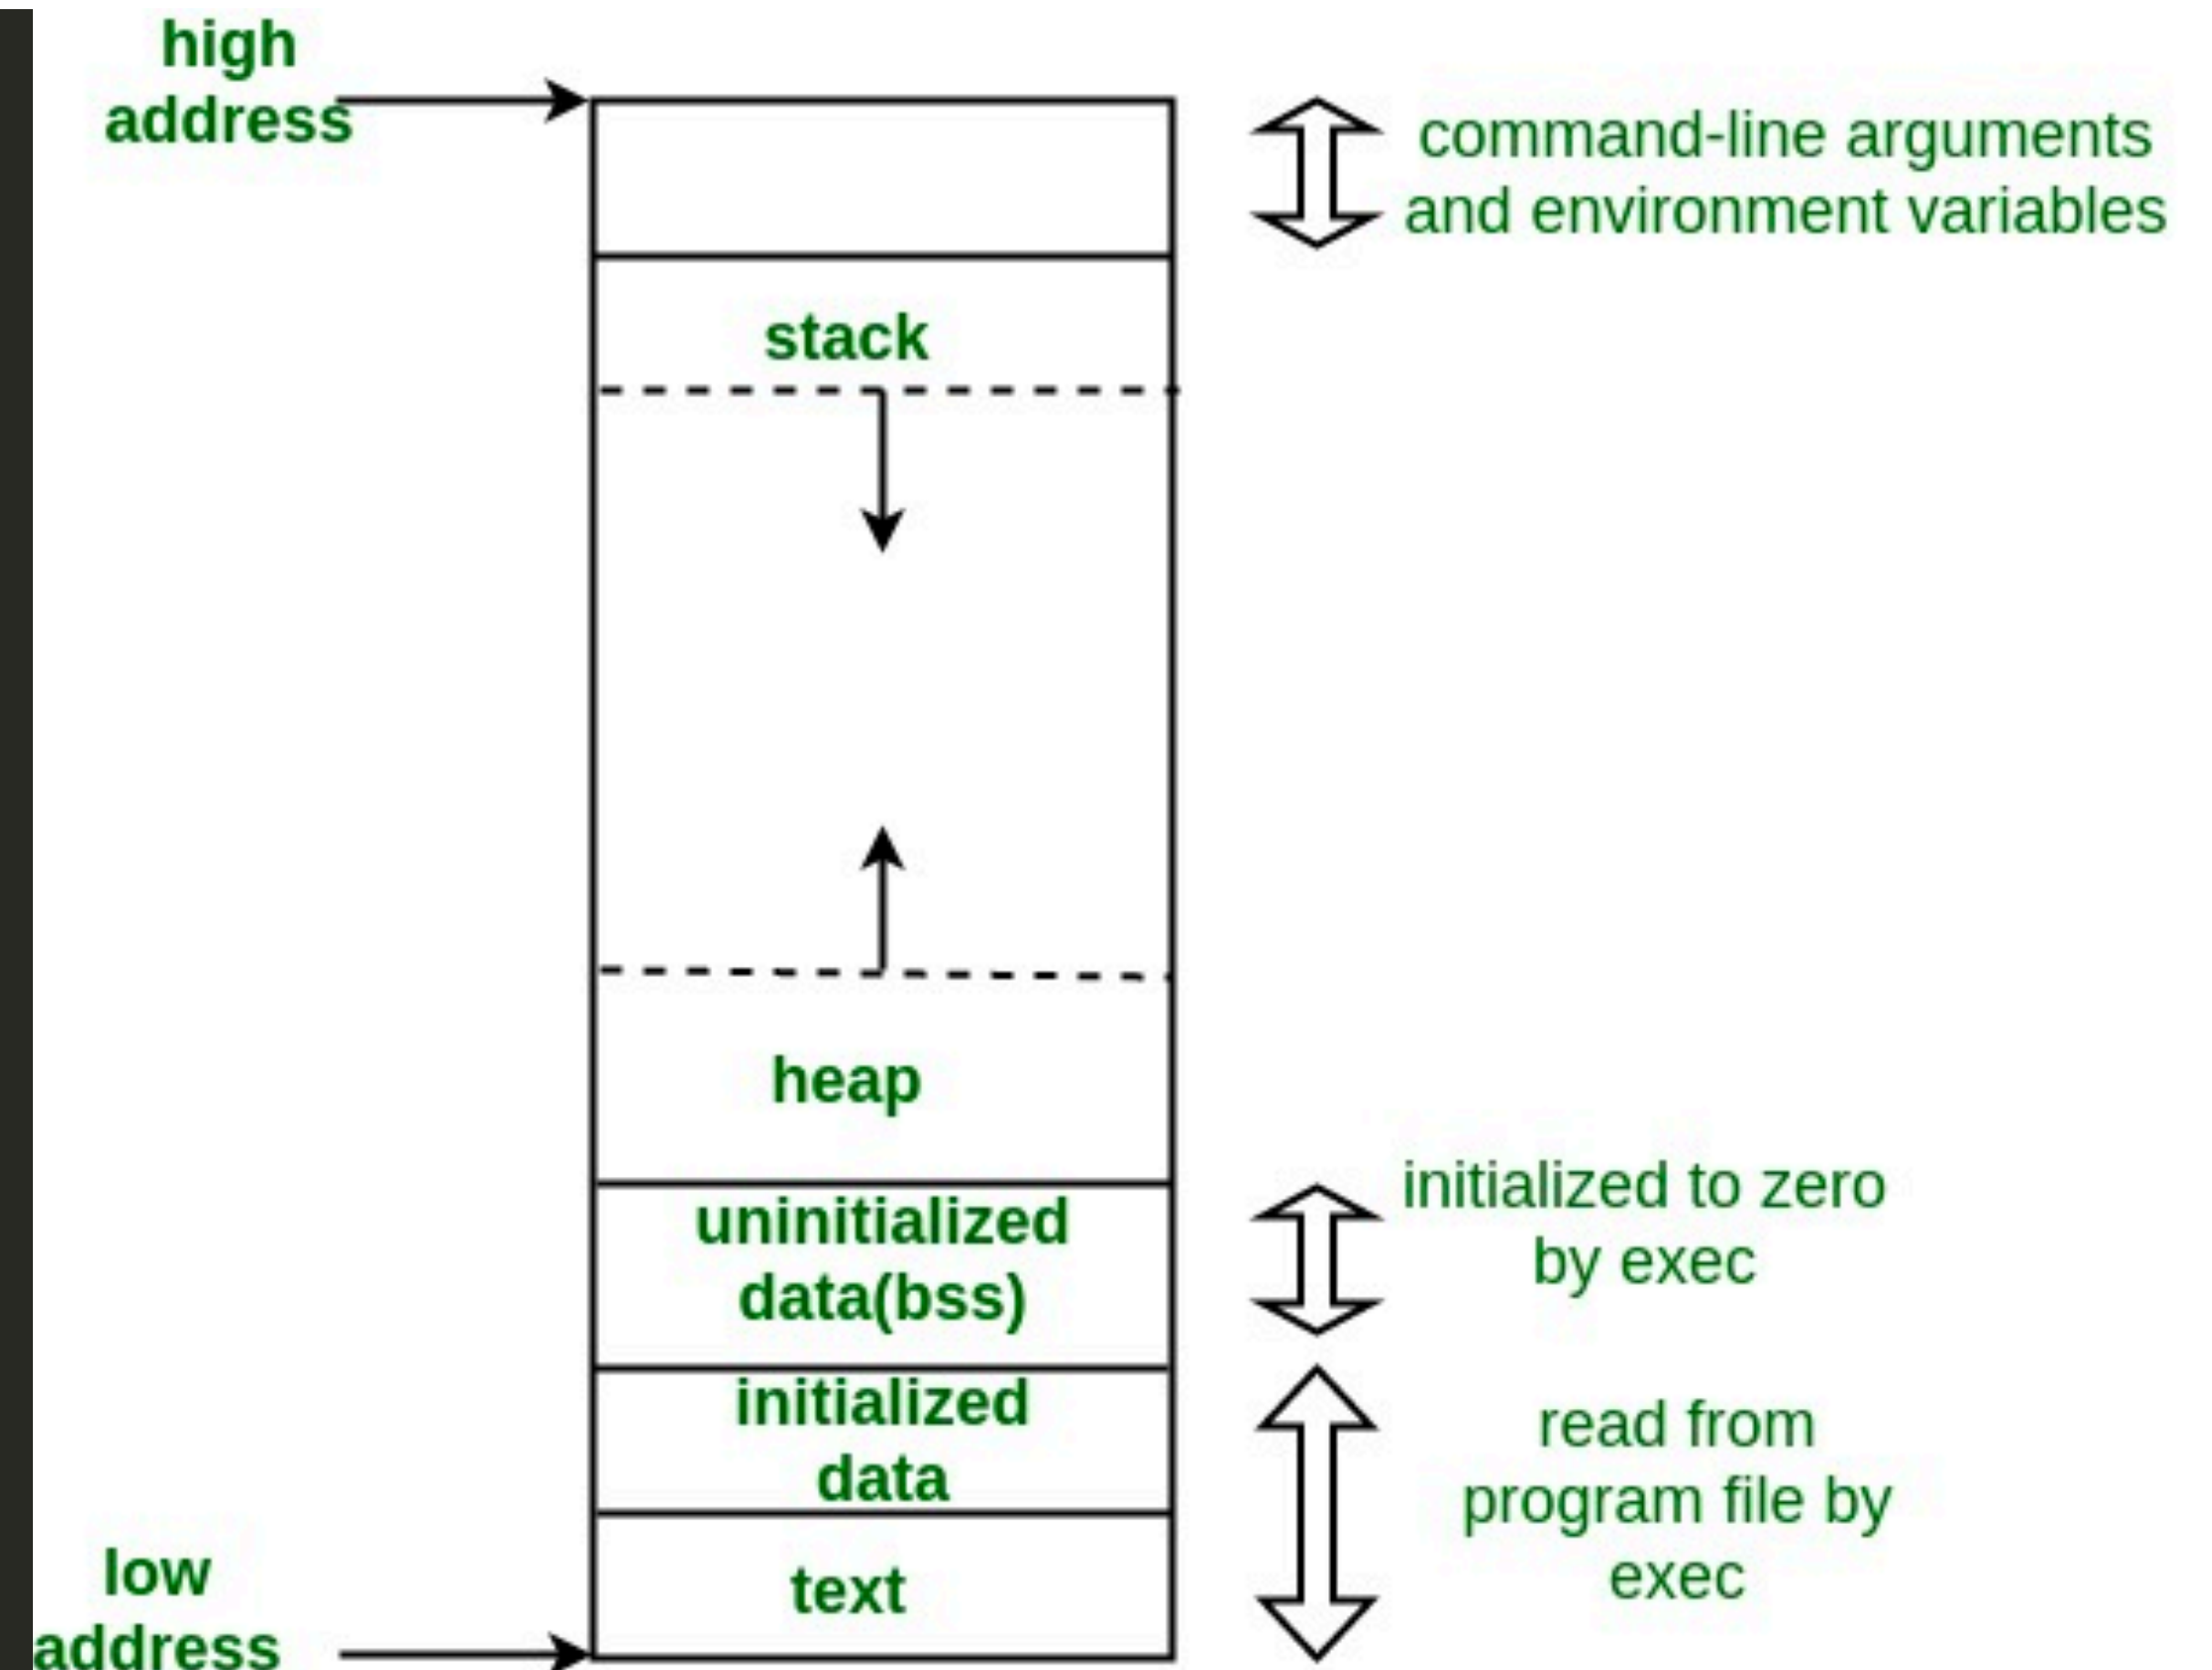 high
address
command-line arguments
and environment variables
stack
heap
uninitialized
data(bss)
initialized to zero
by exec
initialized
data
read from
program file by
exec
text
low
address